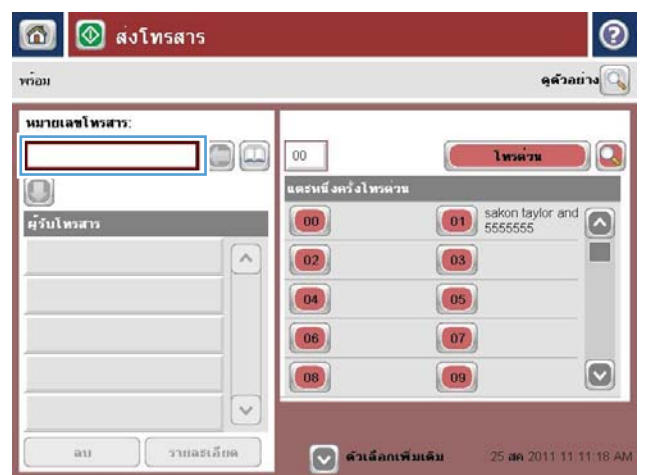 ส่งโทรสาร
?
พร้อม
ดูตัวอย่าง
หมายเลขโทรสาร:
00
โทรด่วน
แตะหนึ่งครั้งโทรด่วน
ผู้รับโทรสาร
00
01 sakon taylor and
5555555
02
03
04
05
06
07
08
09
ลบ
รายละเอียด
ตัวเลือกเพิ่มเติม
25 สค 2011 11:11:18 AM